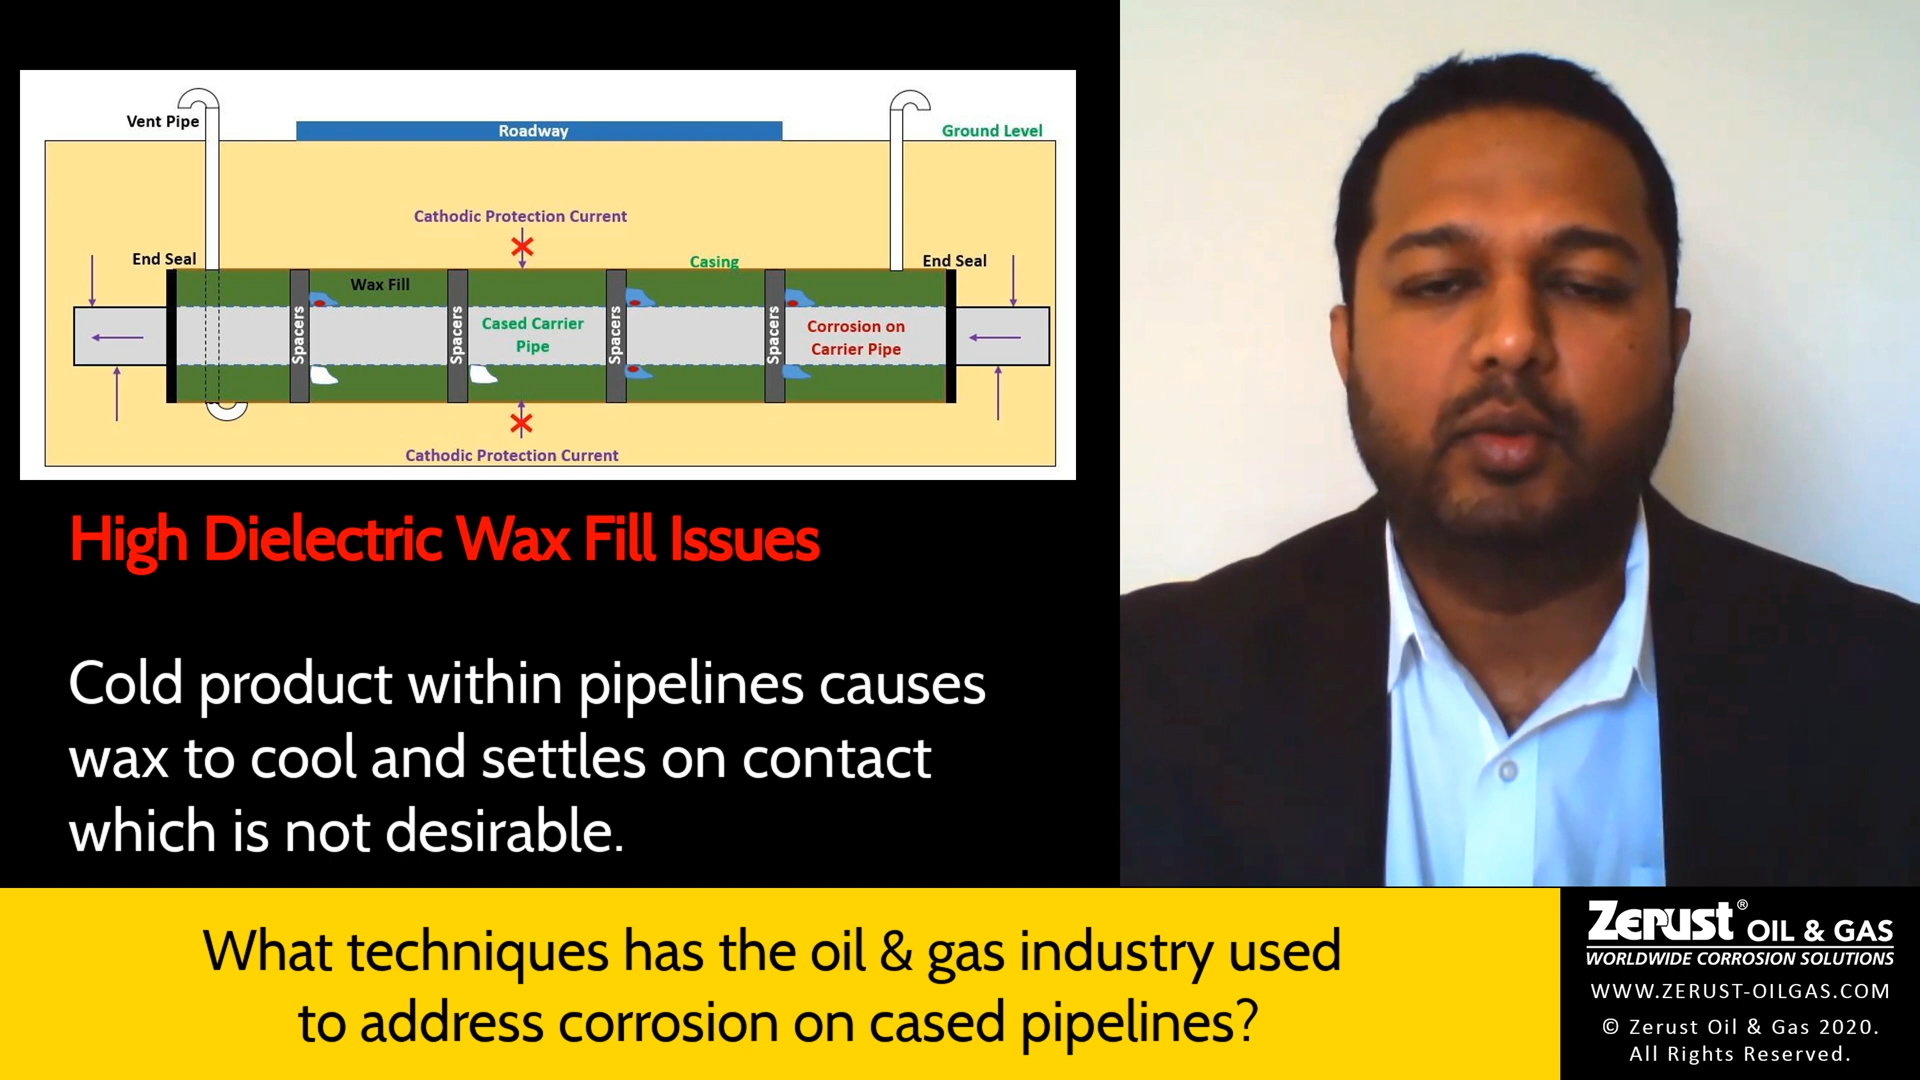 Vent Pipe
Roadway
Ground Level
Cathodic Protection Current
End Seal
Casing
End Seal
Wax Fill
Spacers
Spacers
Spacers
Spacers
Cased Carrier
Pipe
Corrosion on
Carrier Pipe
Cathodic Protection Current
High Dielectric Wax Fill Issues
Cold product within pipelines causes
wax to cool and settles on contact
which is not desirable.
What techniques has the oil & gas industry used
to address corrosion on cased pipelines?
Zerust® OIL & GAS
WORLDWIDE CORROSION SOLUTIONS
WWW.ZERUST-OILGAS.COM
© Zerust Oil & Gas 2020.
All Rights Reserved.